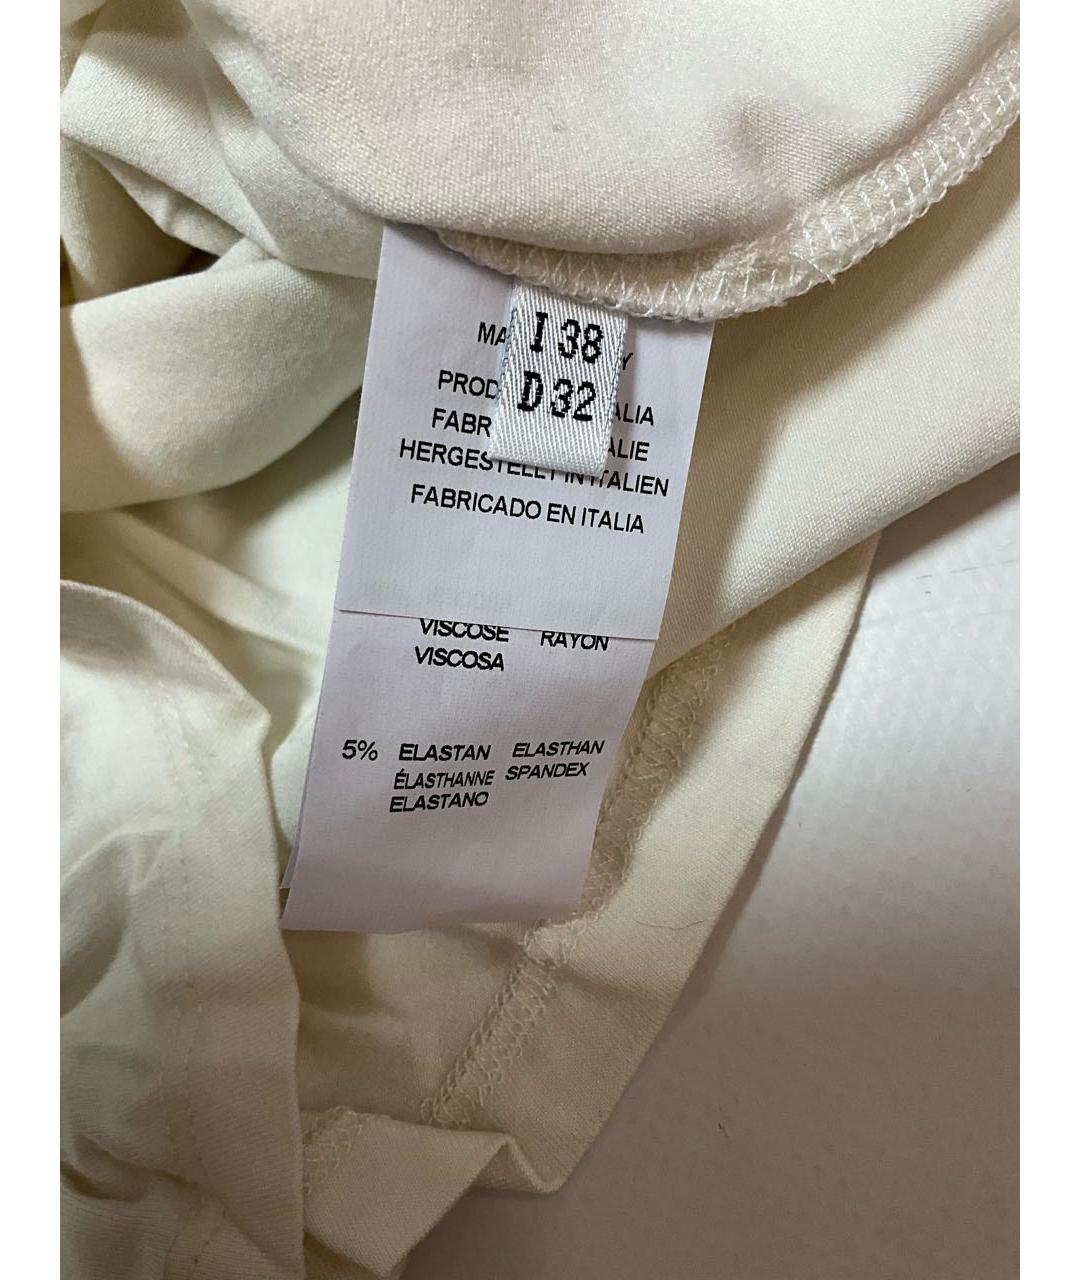 I 38
D 32
MA Y
PROD ALIA
FABR ALIE
HERGESTELLT IN ITALIEN
FABRICADO EN ITALIA
VISCOSE RAYON
VISCOSA
5% ELASTAN ELASTHAN
ÉLASTHANNE SPANDEX
ELASTANO